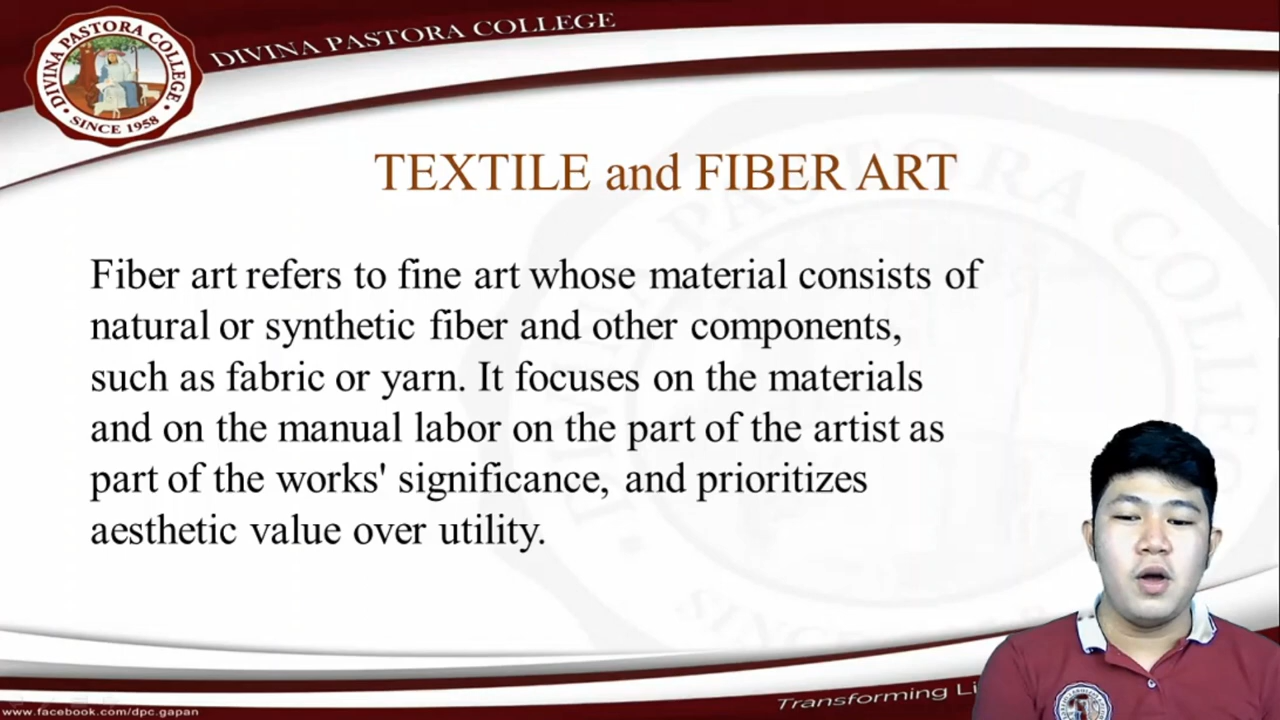 DIVINA PASTORA COLLEGE
DIVINA PASTORA COLLEGE
SINCE 1958
TEXTILE and FIBER ART
Fiber art refers to fine art whose material consists of
natural or synthetic fiber and other components,
such as fabric or yarn. It focuses on the materials
and on the manual labor on the part of the artist as
part of the works' significance, and prioritizes
aesthetic value over utility.
Transforming Li
www.facebook.com/dpc.gapan